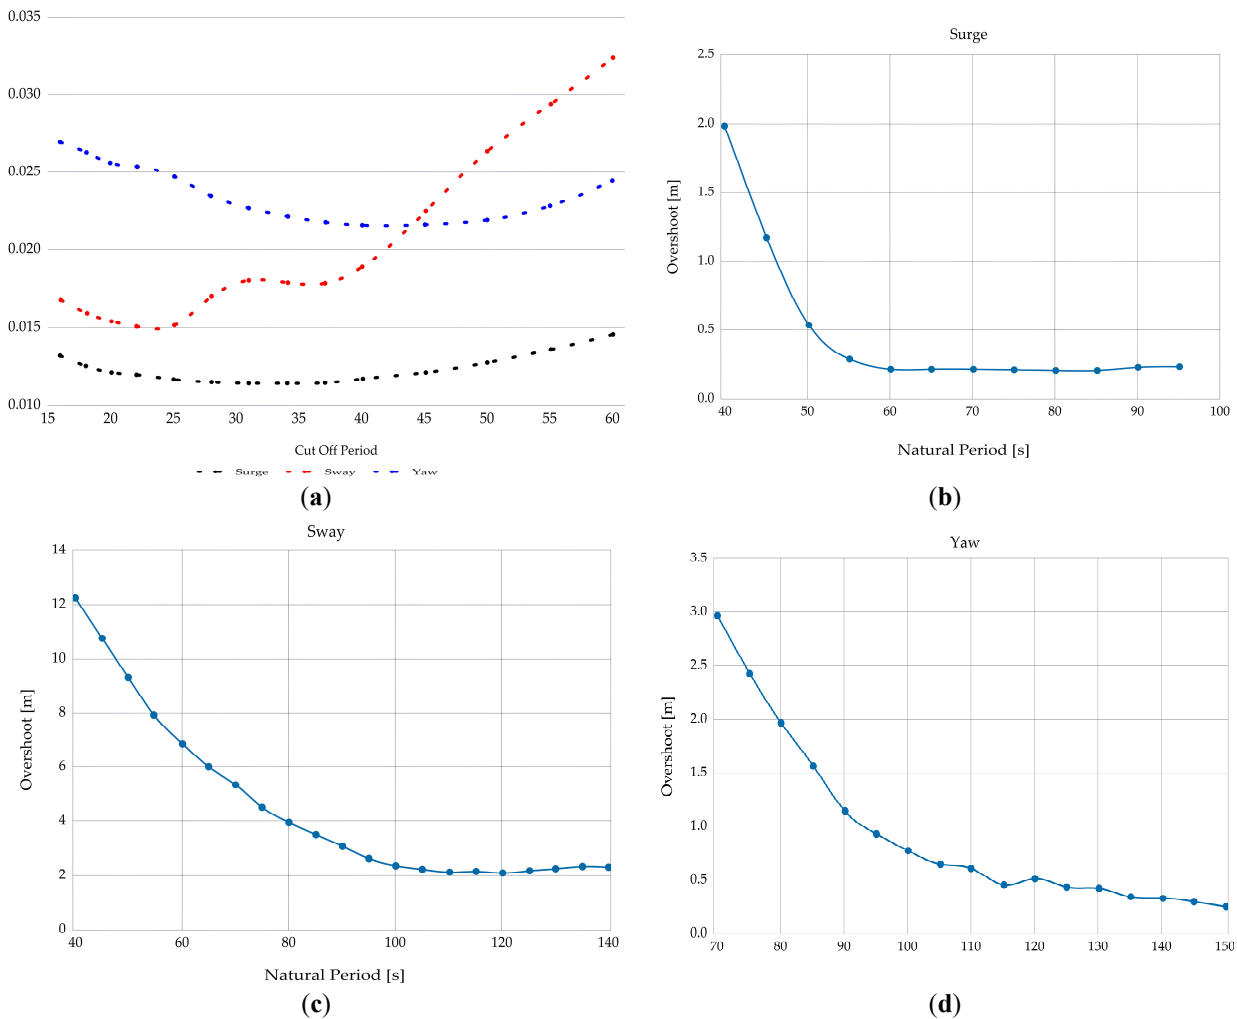 0.035
0.030
0.025
0.020
0.015
0.010
15 20 25 30 35 40 45 50 55 60
Cut Off Period
Surge Sway Yaw
(a)
Surge
2.5
2.0
1.5
1.0
0.5
0.0
Overshoot [m]
40 50 60 70 80 90 100
Natural Period [s]
(b)
Sway
14
12
10
8
6
4
2
0
Overshoot [m]
40 60 80 100 120 140
Natural Period [s]
(c)
Yaw
3.5
3.0
2.5
2.0
1.5
1.0
0.5
0.0
Overshoot [m]
70 80 90 100 110 120 130 140 150
(d)